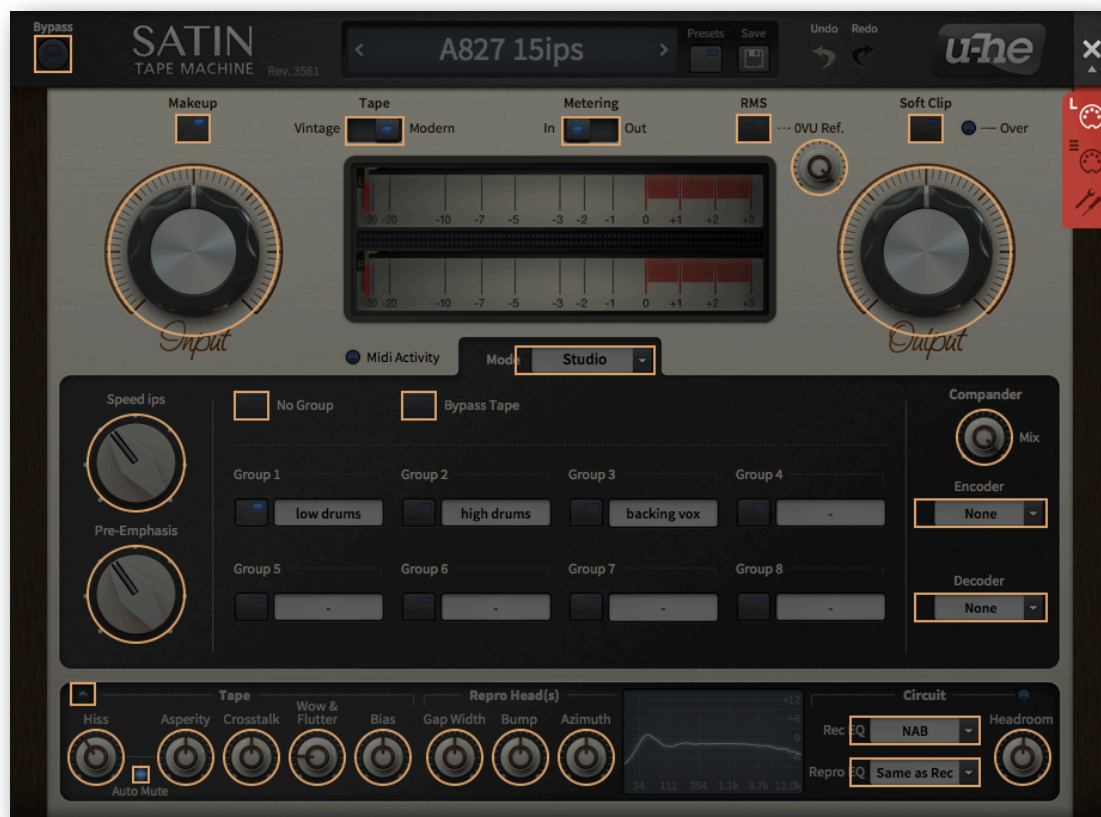 Bypass
SATIN
TAPE MACHINE Rev. 3561
A827 15ips
Presets Save
Undo Redo
u-he
Makeup
Tape
Vintage Modern
Metering
In Out
RMS
0VU Ref.
Soft Clip
Over
L
L
-30 -20 -10 -7 -5 -3 -2 -1 0 +1 +2 +3
R
-30 -20 -10 -7 -5 -3 -2 -1 0 +1 +2 +3
Input
Output
Midi Activity
Mode Studio
Speed ips
No Group
Bypass Tape
Compander
Mix
Group 1 Group 2 Group 3 Group 4
low drums high drums backing vox -
Encoder
None
Pre-Emphasis
Group 5 Group 6 Group 7 Group 8
- - - -
Decoder
None
Tape
Hiss Asperity Crosstalk Wow & Flutter Bias
Auto Mute
Repro Head(s)
Gap Width Bump Azimuth
+12
+6
0
-6
34 111 354 1.1k 3.7k 12.0k
Circuit
Rec EQ NAB
Headroom
Repro EQ Same as Rec